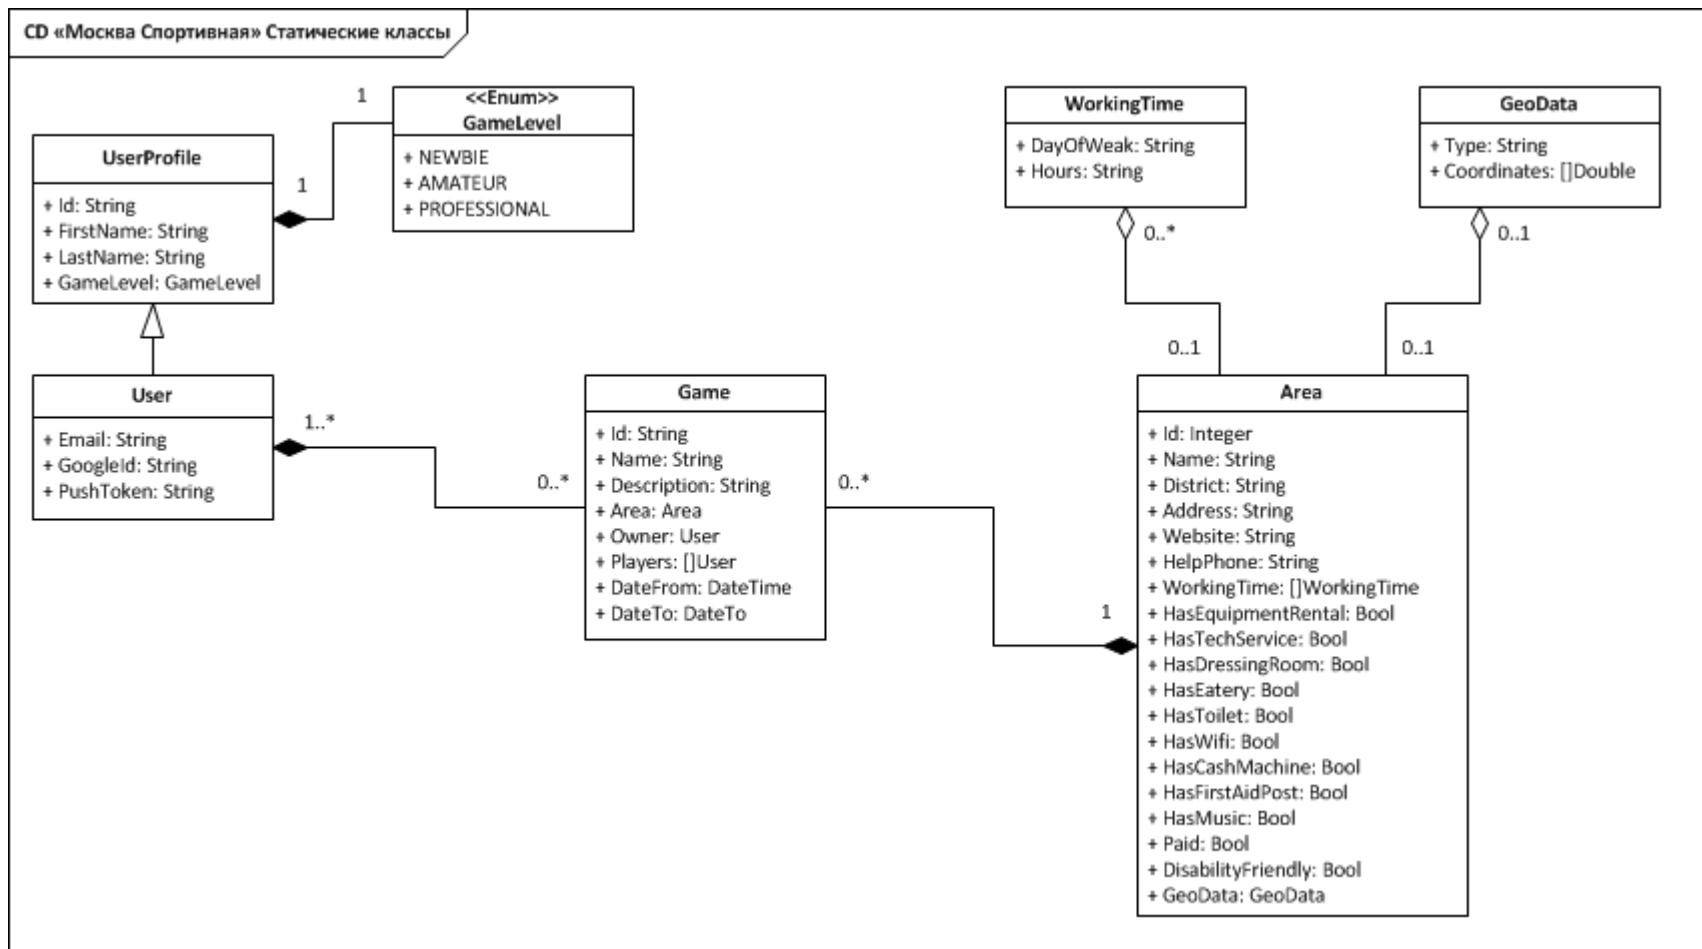 CD «Москва Спортивная» Статические классы
1
<<Enum>>
GameLevel
+ NEWBIE
+ AMATEUR
+ PROFESSIONAL
UserProfile
+ Id: String
+ FirstName: String
+ LastName: String
+ GameLevel: GameLevel
1
WorkingTime
+ DayOfWeak: String
+ Hours: String
0..*
GeoData
+ Type: String
+ Coordinates: []Double
0..1
0..1
0..1
User
+ Email: String
+ GoogleId: String
+ PushToken: String
1..*
0..*
Game
+ Id: String
+ Name: String
+ Description: String
+ Area: Area
+ Owner: User
+ Players: []User
+ DateFrom: DateTime
+ DateTo: DateTo
0..*
1
Area
+ Id: Integer
+ Name: String
+ District: String
+ Address: String
+ Website: String
+ HelpPhone: String
+ WorkingTime: []WorkingTime
+ HasEquipmentRental: Bool
+ HasTechService: Bool
+ HasDressingRoom: Bool
+ HasEatery: Bool
+ HasToilet: Bool
+ HasWifi: Bool
+ HasCashMachine: Bool
+ HasFirstAidPost: Bool
+ HasMusic: Bool
+ Paid: Bool
+ DisabilityFriendly: Bool
+ GeoData: GeoData